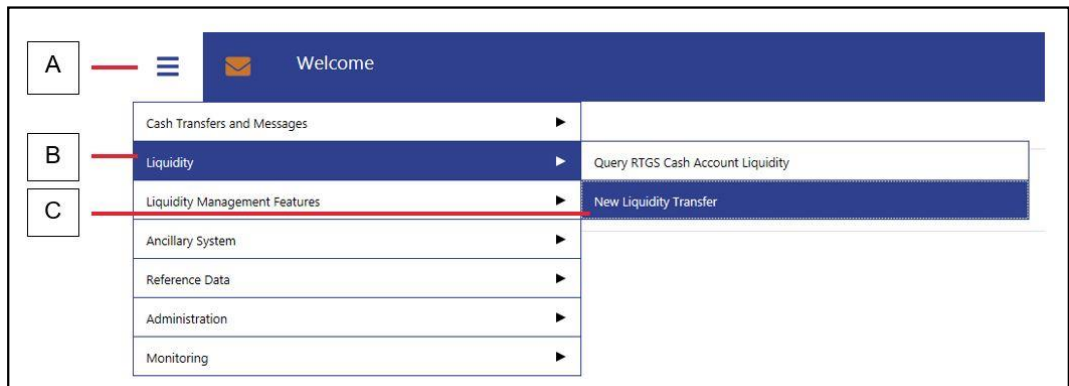 A
Welcome
Cash Transfers and Messages
B
Liquidity
Query RTGS Cash Account Liquidity
C
Liquidity Management Features
New Liquidity Transfer
Ancillary System
Reference Data
Administration
Monitoring